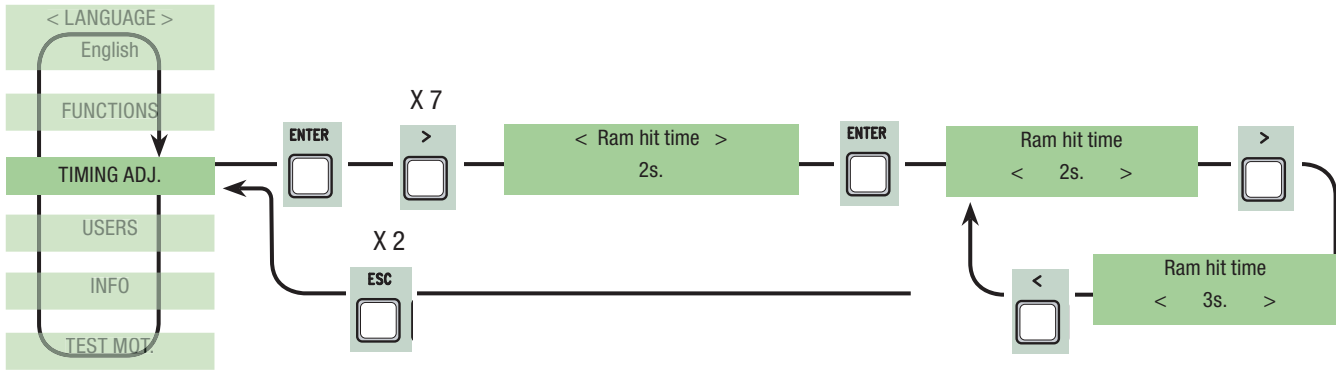 < LANGUAGE >
English
FUNCTIONS
TIMING ADJ.
USERS
INFO
TEST MOT.
ENTER
X 7
>
< Ram hit time >
2s.
ENTER
Ram hit time
< 2s. >
>
Ram hit time
< 3s. >
<
X 2
ESC